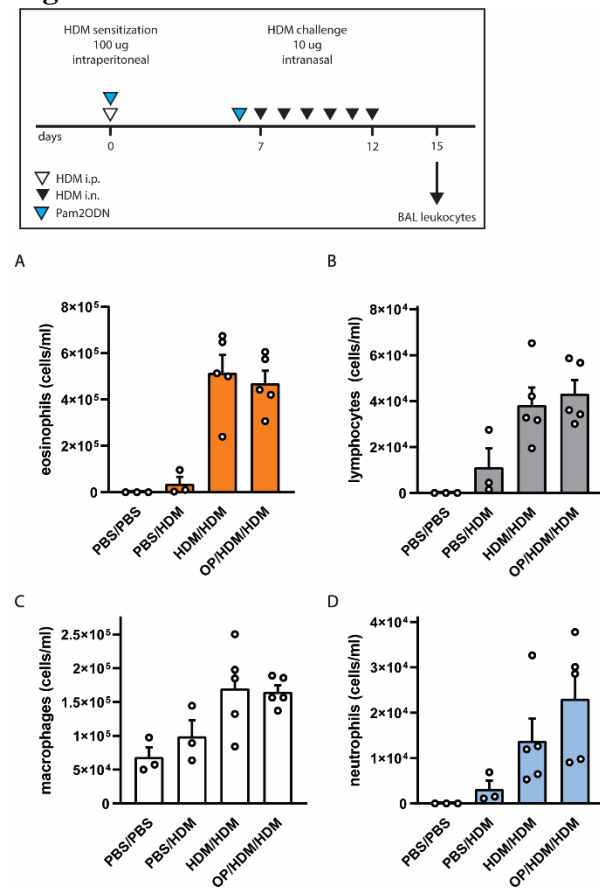 HDM sensitization
100 ug
intraperitoneal
HDM challenge
10 ug
intranasal
days
0
7
12
15
HDM i.p.
HDM i.n.
Pam2ODN
BAL leukocytes
A
eosinophils (cells/ml)
8×10⁵
6×10⁵
4×10⁵
2×10⁵
0
PBS/PBS
PBS/HDM
HDM/HDM
OP/HDM/HDM
B
lymphocytes (cells/ml)
8×10⁴
6×10⁴
4×10⁴
2×10⁴
0
PBS/PBS
PBS/HDM
HDM/HDM
OP/HDM/HDM
C
macrophages (cells/ml)
2.5×10⁵
2×10⁵
1.5×10⁵
1×10⁵
5×10⁴
0
PBS/PBS
PBS/HDM
HDM/HDM
OP/HDM/HDM
D
neutrophils (cells/ml)
4×10⁴
3×10⁴
2×10⁴
1×10⁴
0
PBS/PBS
PBS/HDM
HDM/HDM
OP/HDM/HDM